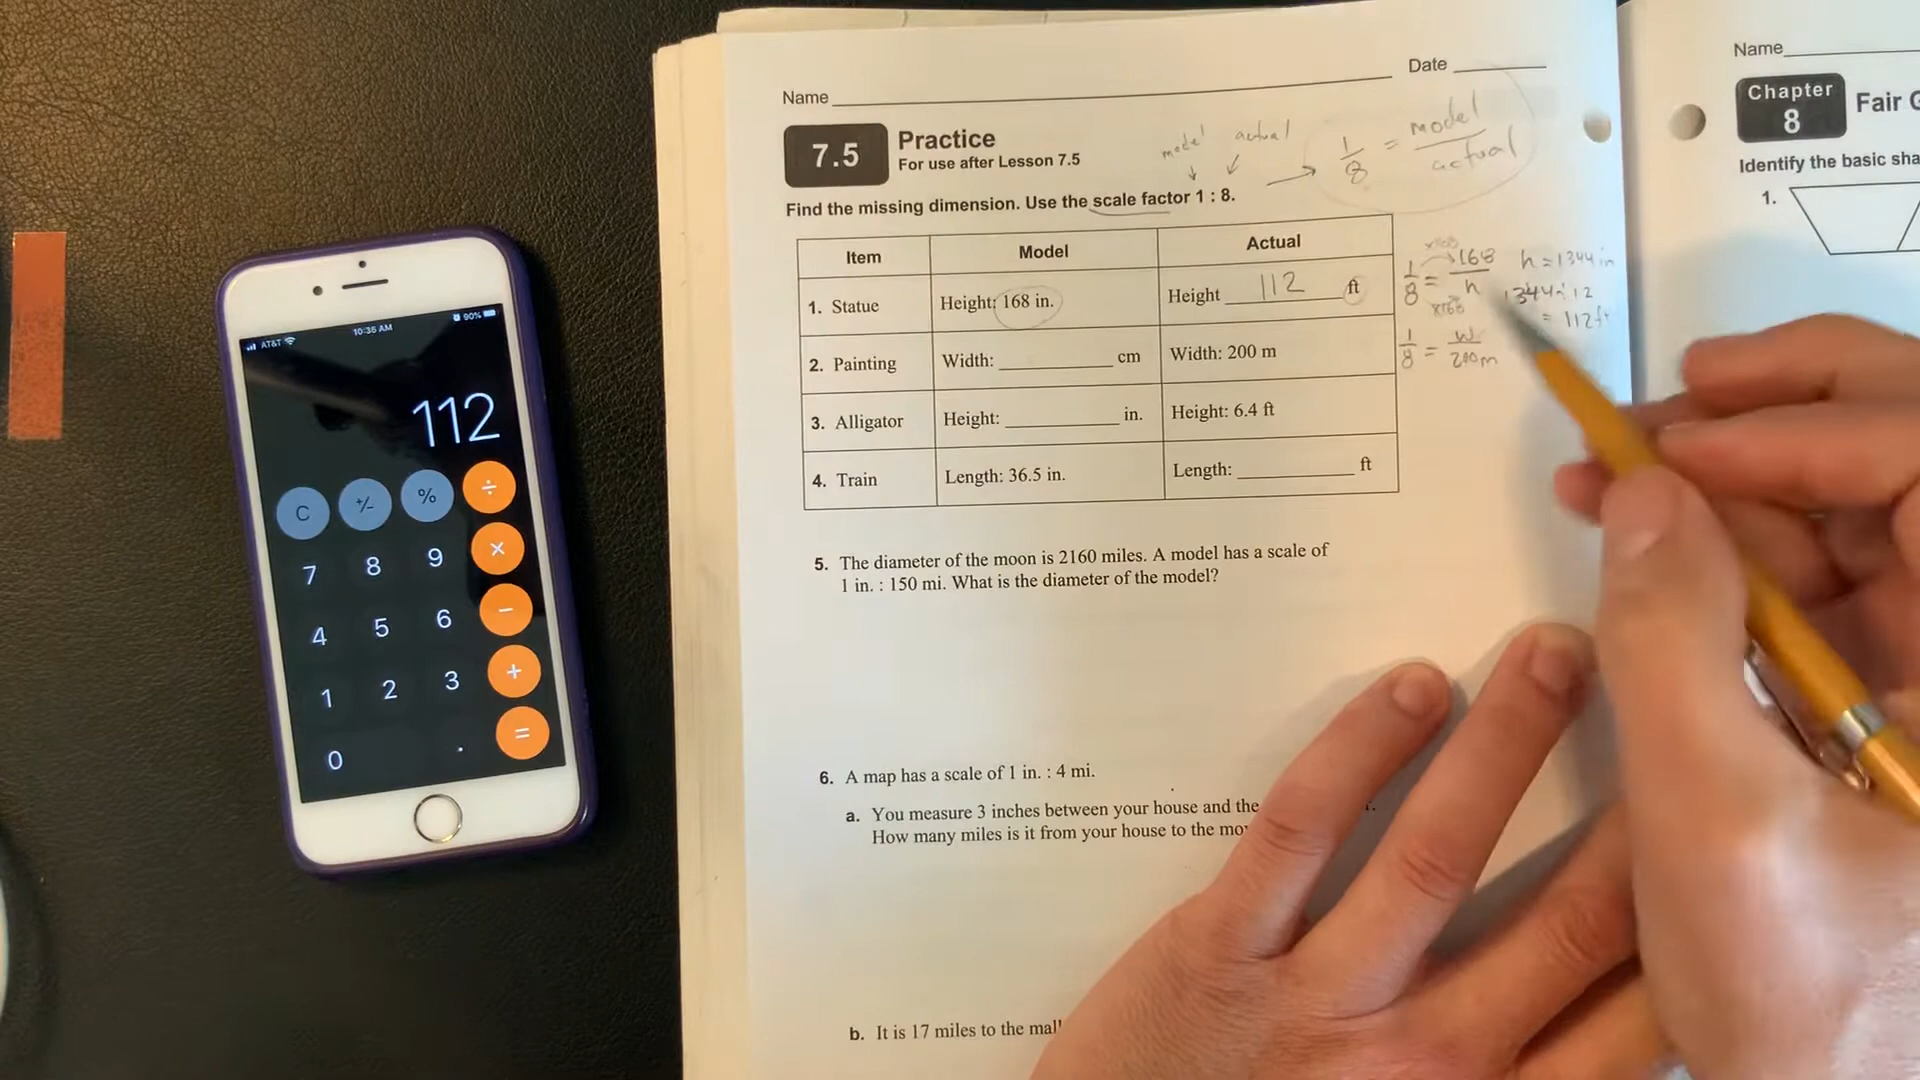 AT&T
10:36 AM
90%
112
C +/- % ÷
7 8 9 ×
4 5 6 −
1 2 3 +
0 . =
Name
Date
7.5
Practice
For use after Lesson 7.5
model actual
1/8 = model/actual
Find the missing dimension. Use the scale factor 1 : 8.
Item Model Actual
1. Statue Height: 168 in. Height 112 ft
2. Painting Width: cm Width: 200 m
3. Alligator Height: in. Height: 6.4 ft
4. Train Length: 36.5 in. Length: ft
×168
1/8 = 168/h
×168
h = 1344 in
1344 ÷ 12
= 112 ft
1/8 = w/200m
5. The diameter of the moon is 2160 miles. A model has a scale of
1 in. : 150 mi. What is the diameter of the model?
6. A map has a scale of 1 in. : 4 mi.
a. You measure 3 inches between your house and the
How many miles is it from your house to the
b. It is 17 miles to the mall
Name
Chapter
8
Fair
Identify the basic
1.